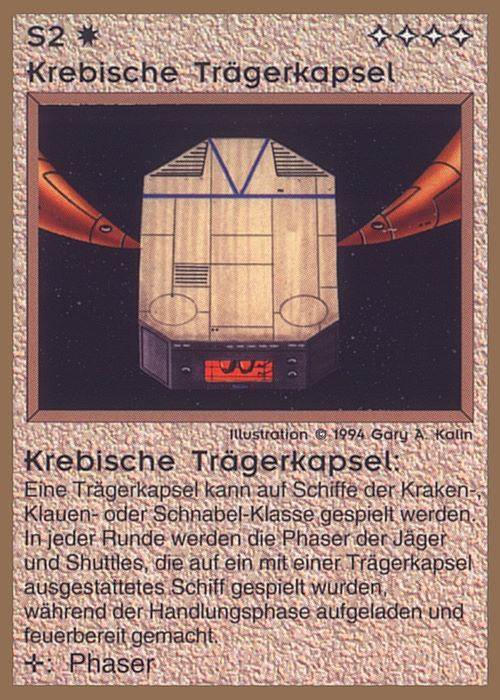 S2
Krebische Trägerkapsel
Illustration © 1994 Gary A. Kalin
Krebische Trägerkapsel:
Eine Trägerkapsel kann auf Schiffe der Kraken-,
Klauen- oder Schnabel-Klasse gespielt werden.
In jeder Runde werden die Phaser der Jäger
und Shuttles, die auf ein mit einer Trägerkapsel
ausgestattetes Schiff gespielt wurden,
während der Handlungsphase aufgeladen und
feuerbereit gemacht.
: Phaser